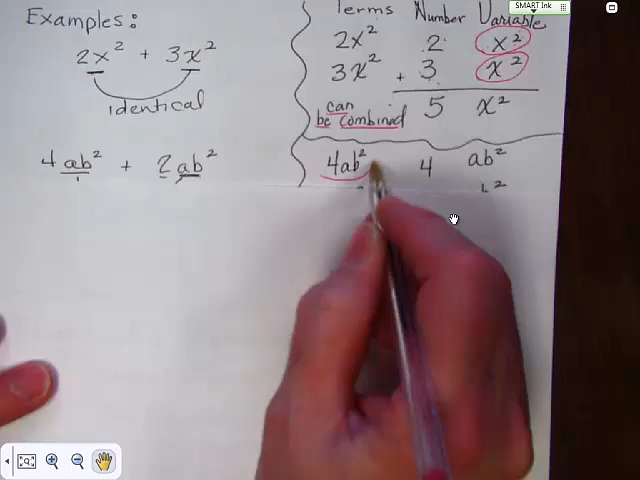 SMART Ink
Examples:
2x² + 3x²
identical
4ab² + 2ab²
Terms Number Variable
2x² 2 x²
3x² + 3 x²
can 5 x²
be combined
4ab² 4 ab²